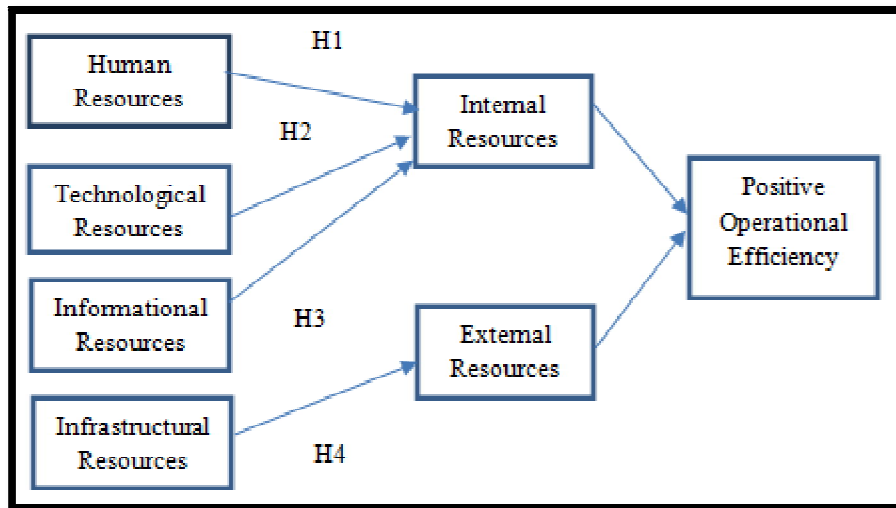 H1
Human
Resources
Internal
Resources
H2
Technological
Resources
Positive
Operational
Efficiency
Informational
Resources
H3
External
Resources
Infrastructural
Resources
H4